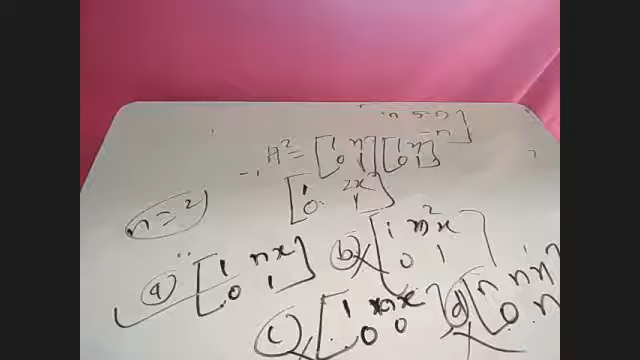 A² = [1 x 0 1][1 x 0 1]
[1 2x 0 1]
n = 2
a) [1 nx 0 1] b) [1 n²x 0 1]
c) [1 nx 0 0] d) [n nx 0 n]